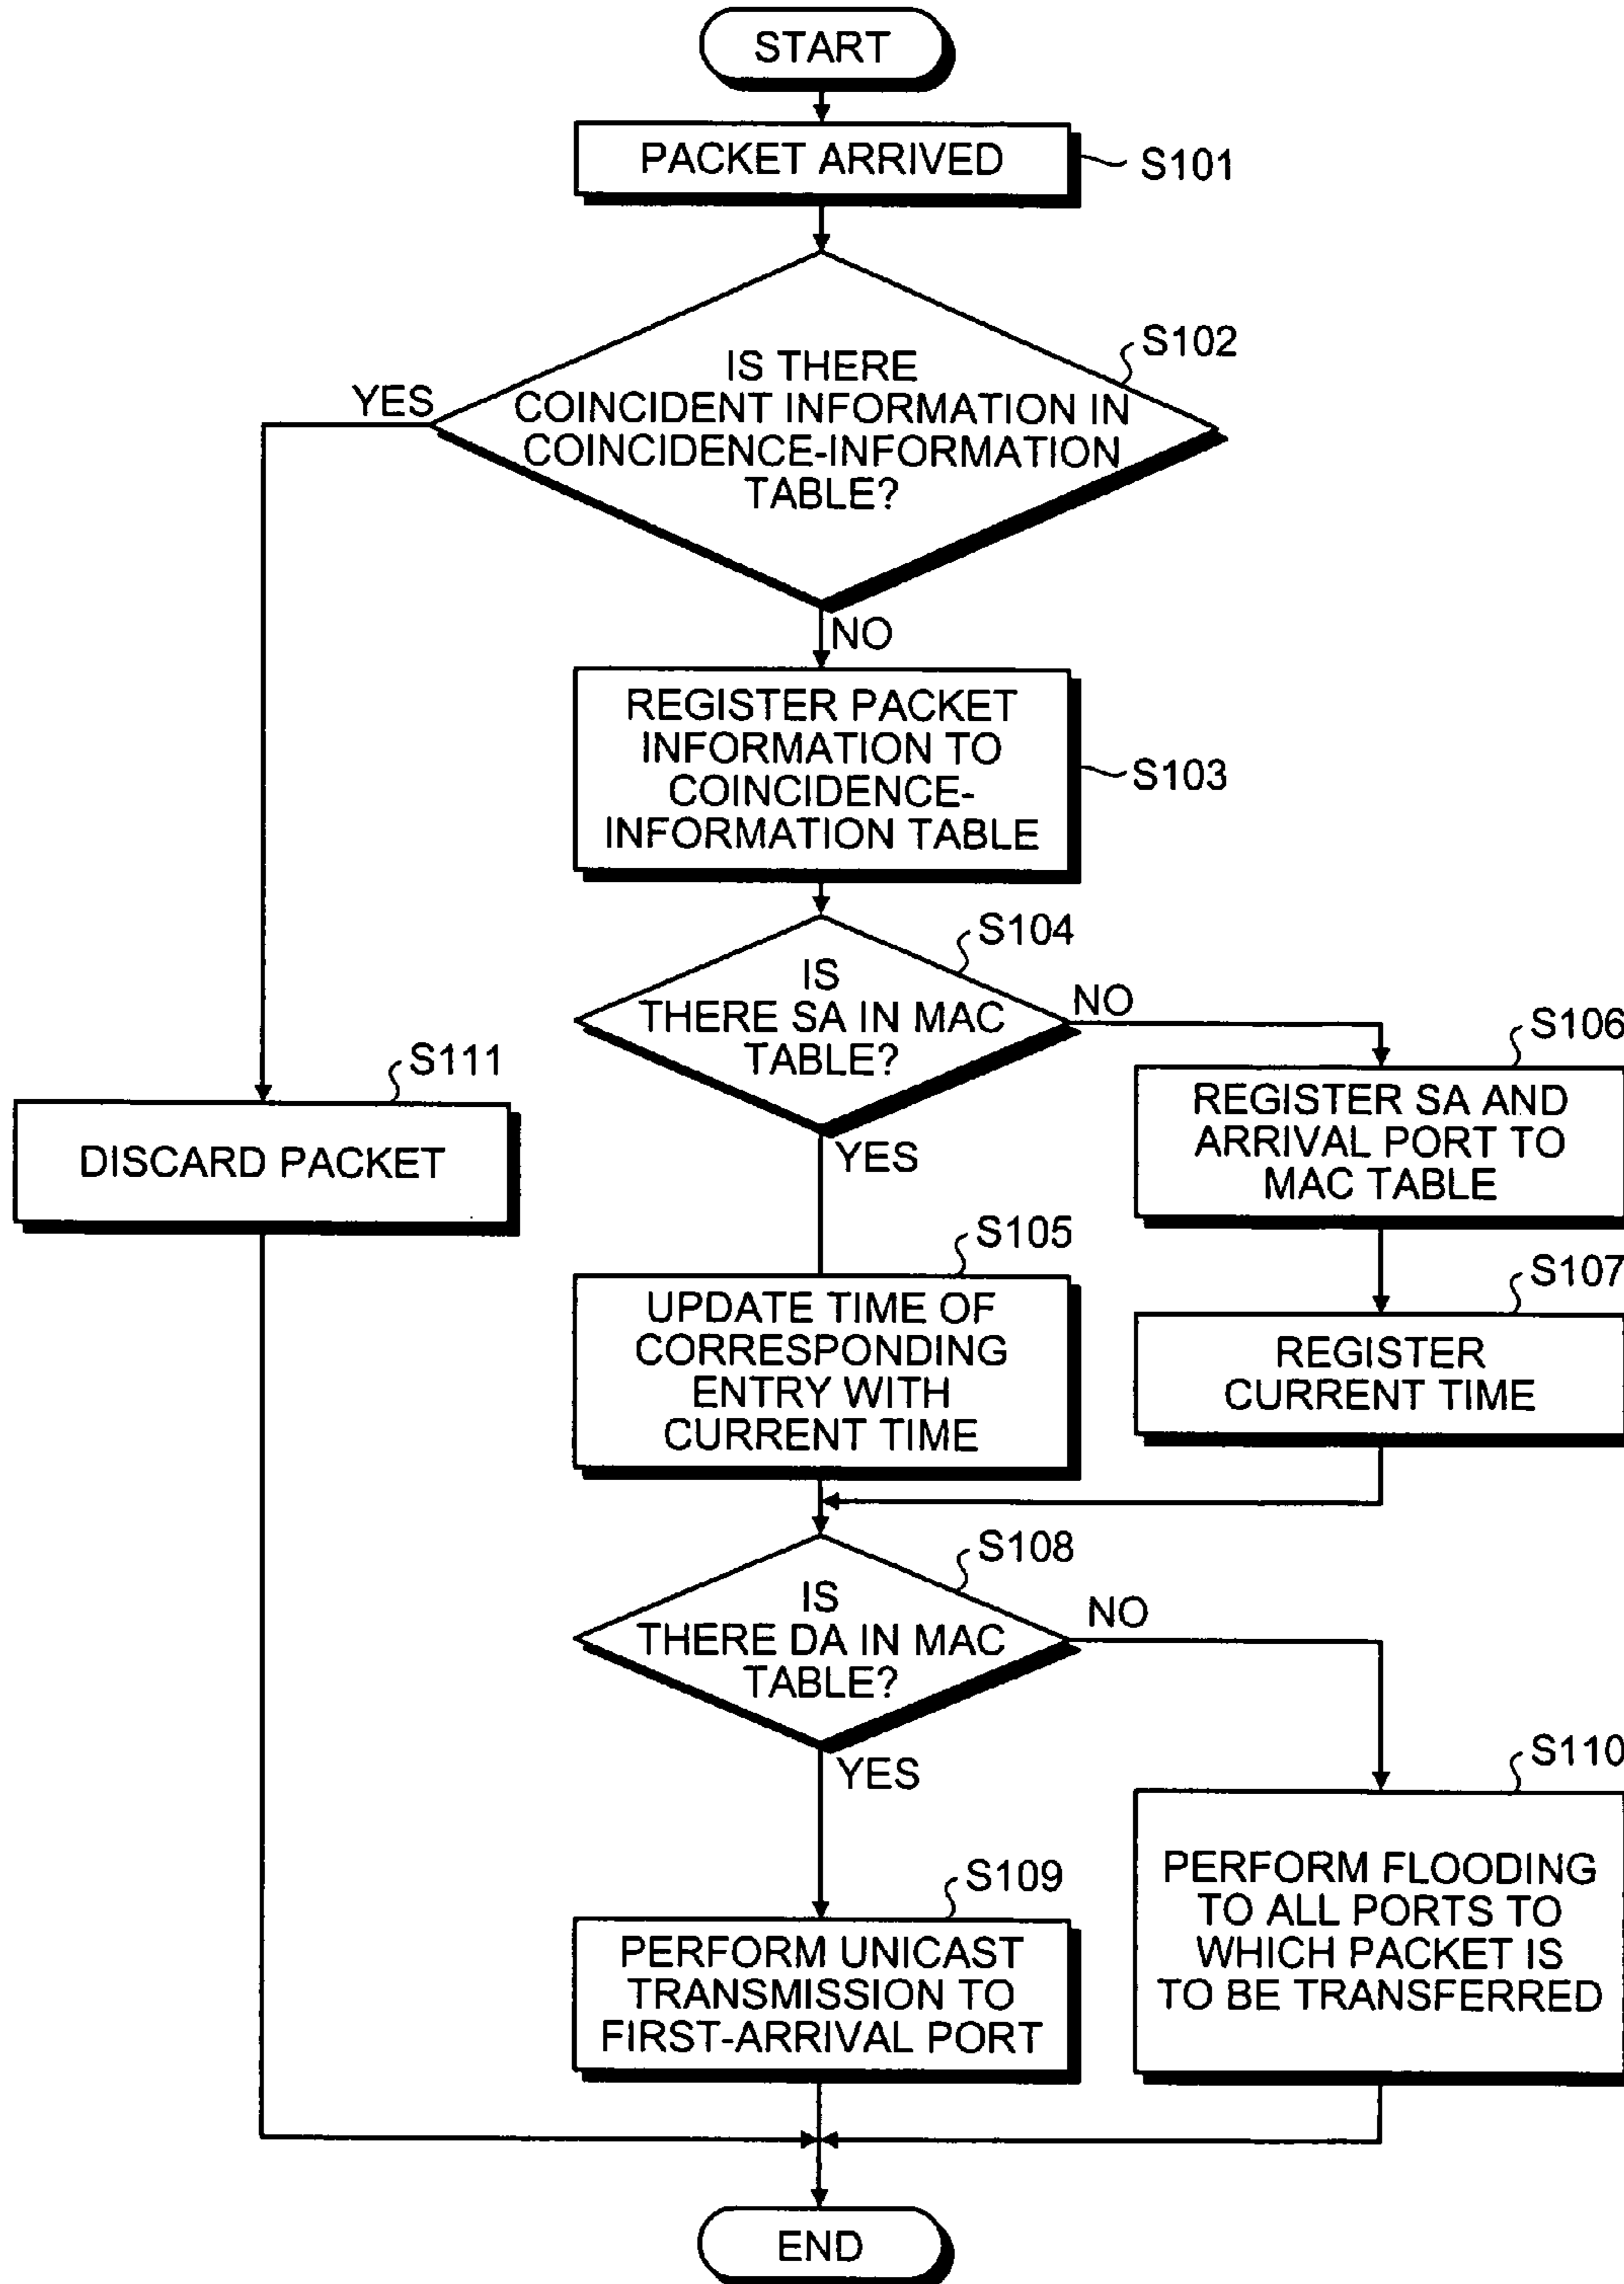 START
PACKET ARRIVED
S101
S102
IS THERE
COINCIDENT INFORMATION IN
COINCIDENCE-INFORMATION
TABLE?
YES
NO
REGISTER PACKET
INFORMATION TO
COINCIDENCE-
INFORMATION TABLE
S103
S104
IS
THERE SA IN MAC
TABLE?
NO
YES
S106
REGISTER SA AND
ARRIVAL PORT TO
MAC TABLE
S111
DISCARD PACKET
S105
UPDATE TIME OF
CORRESPONDING
ENTRY WITH
CURRENT TIME
S107
REGISTER
CURRENT TIME
S108
IS
THERE DA IN MAC
TABLE?
NO
YES
S110
PERFORM FLOODING
TO ALL PORTS TO
WHICH PACKET IS
TO BE TRANSFERRED
S109
PERFORM UNICAST
TRANSMISSION TO
FIRST-ARRIVAL PORT
END